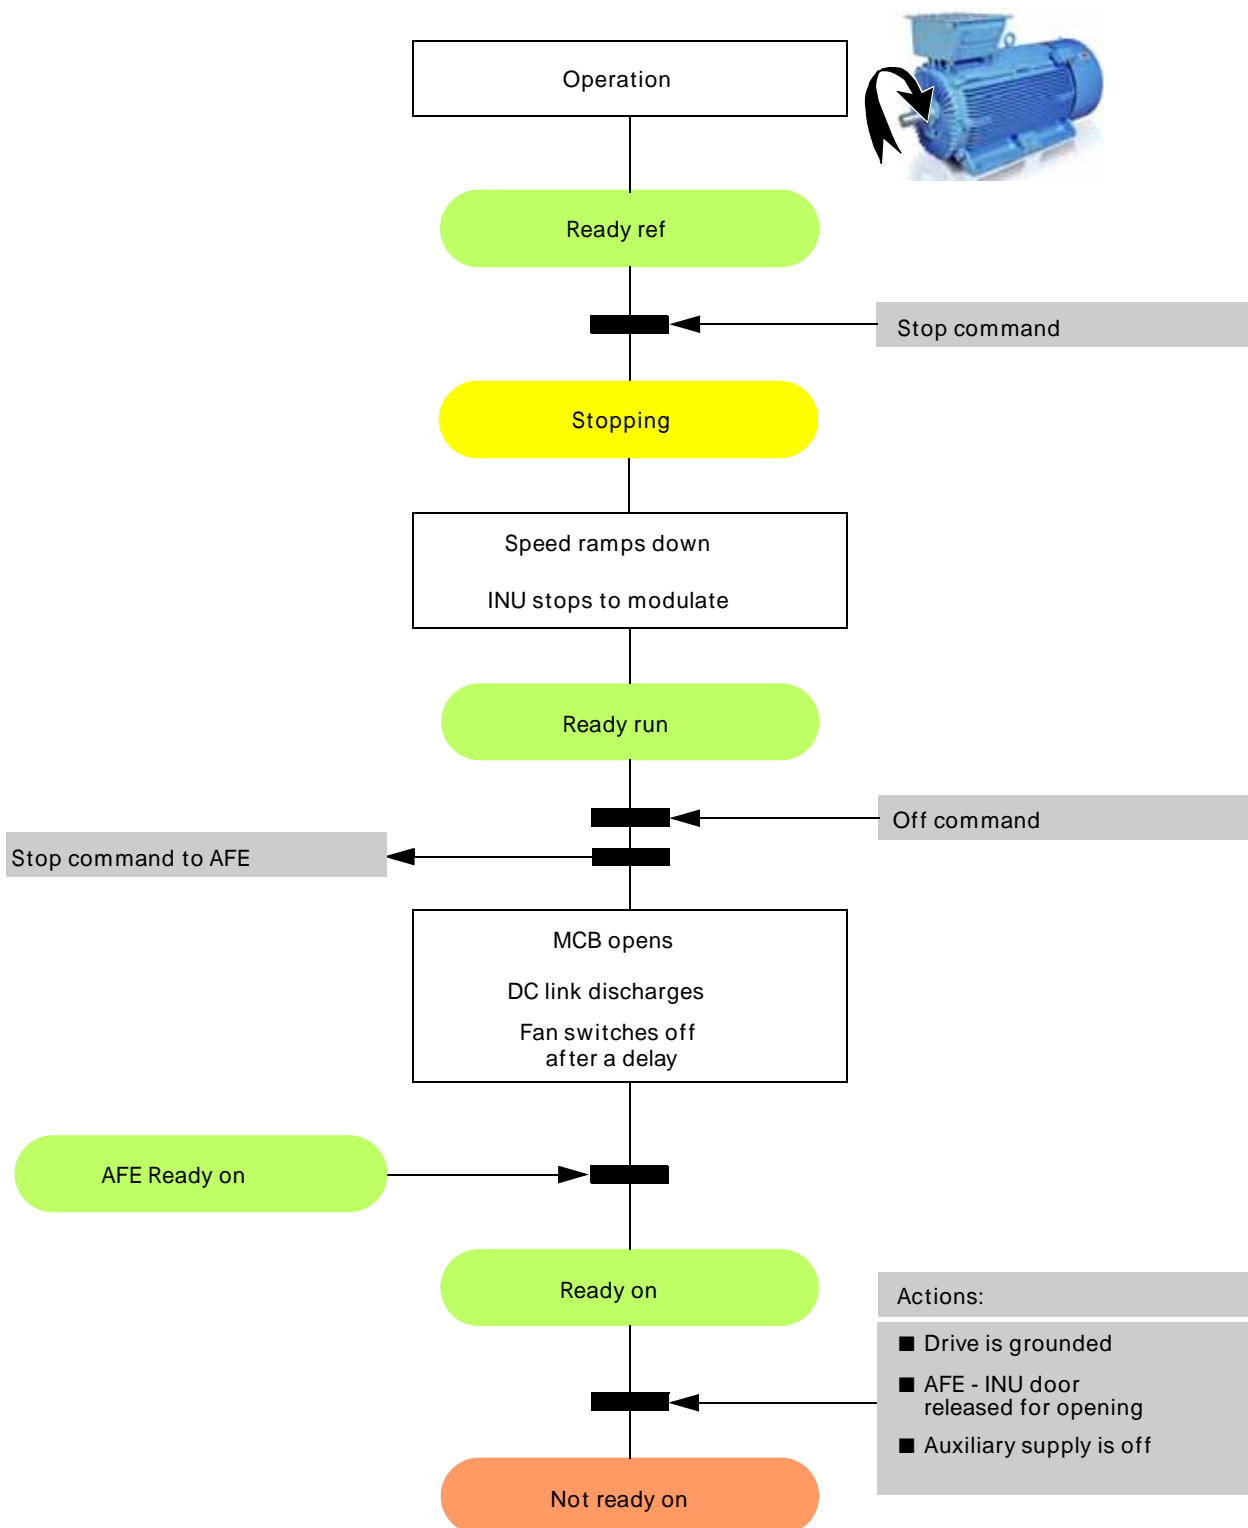 Operation
Ready ref
Stop command
Stopping
Speed ramps down
INU stops to modulate
Ready run
Off command
Stop command to AFE
MCB opens
DC link discharges
Fan switches off
after a delay
AFE Ready on
Ready on
Actions:
■ Drive is grounded
■ AFE - INU door
released for opening
■ Auxiliary supply is off
Not ready on